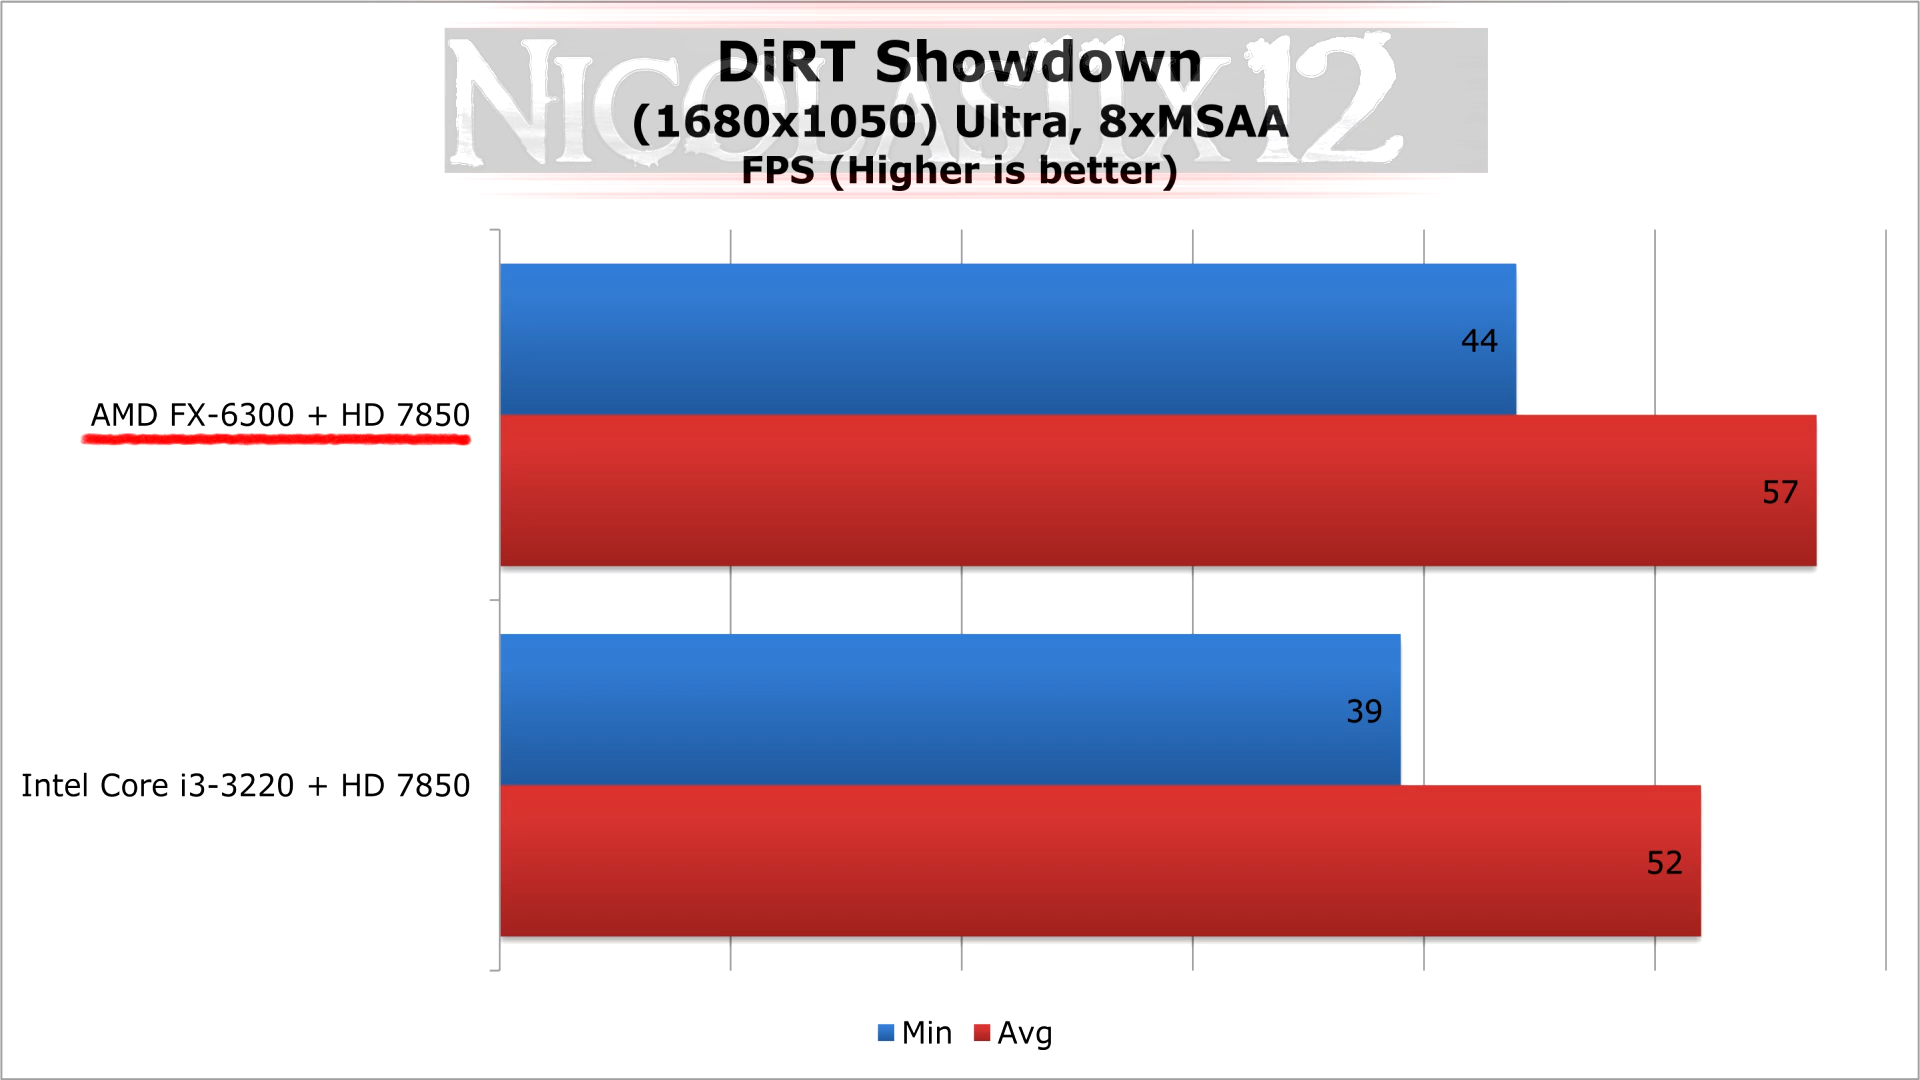 NICOLAS11X12
DiRT Showdown
(1680x1050) Ultra, 8xMSAA
FPS (Higher is better)
44
AMD FX-6300 + HD 7850
57
39
Intel Core i3-3220 + HD 7850
52
Min Avg